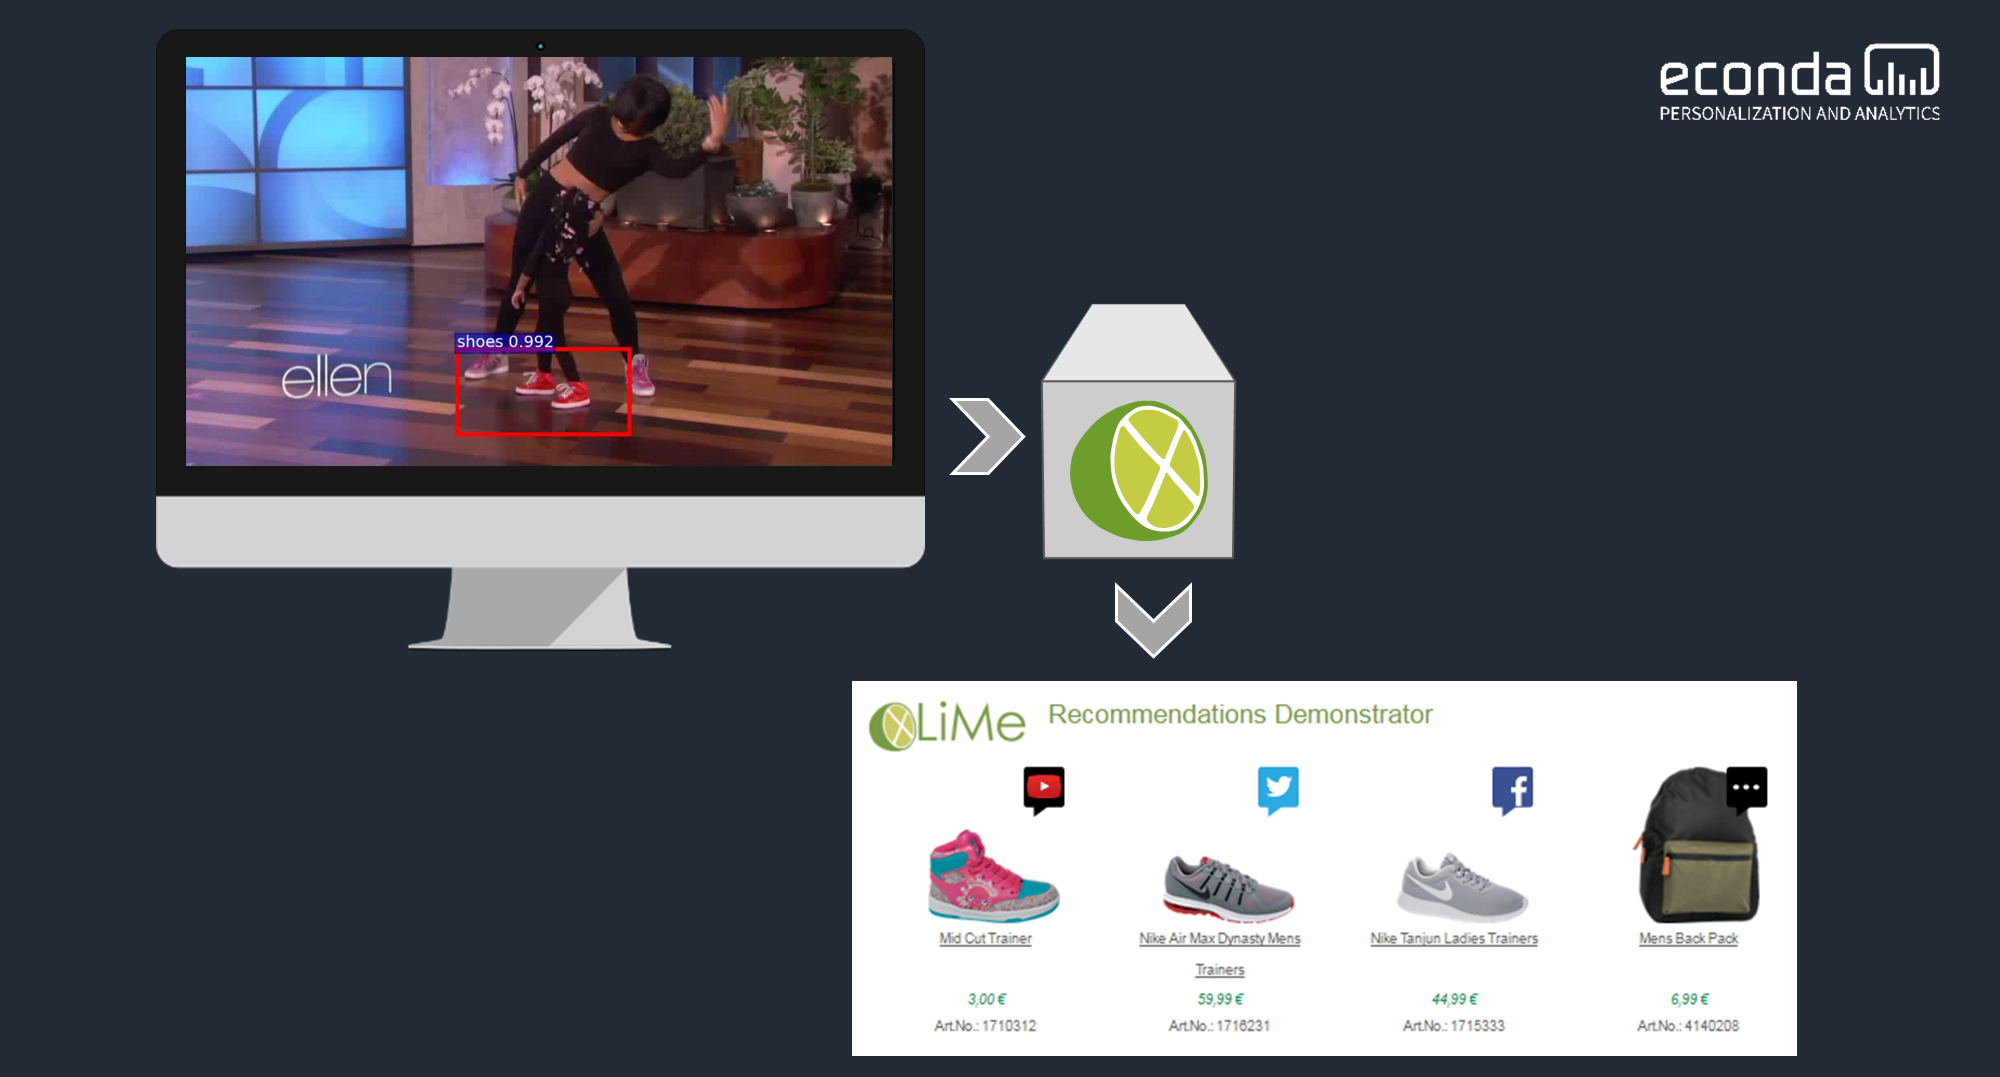 econda
PERSONALIZATION AND ANALYTICS
shoes 0.992
ellen
LiMe
Recommendations Demonstrator
Mid Cut Trainer
3,00 €
Art.No.: 1710312
Nike Air Max Dynasty Mens
Trainers
59,99 €
Art.No.: 1716231
Nike Tanjun Ladies Trainers
44,99 €
Art.No.: 1715333
Mens Back Pack
6,99 €
Art.No.: 4140208